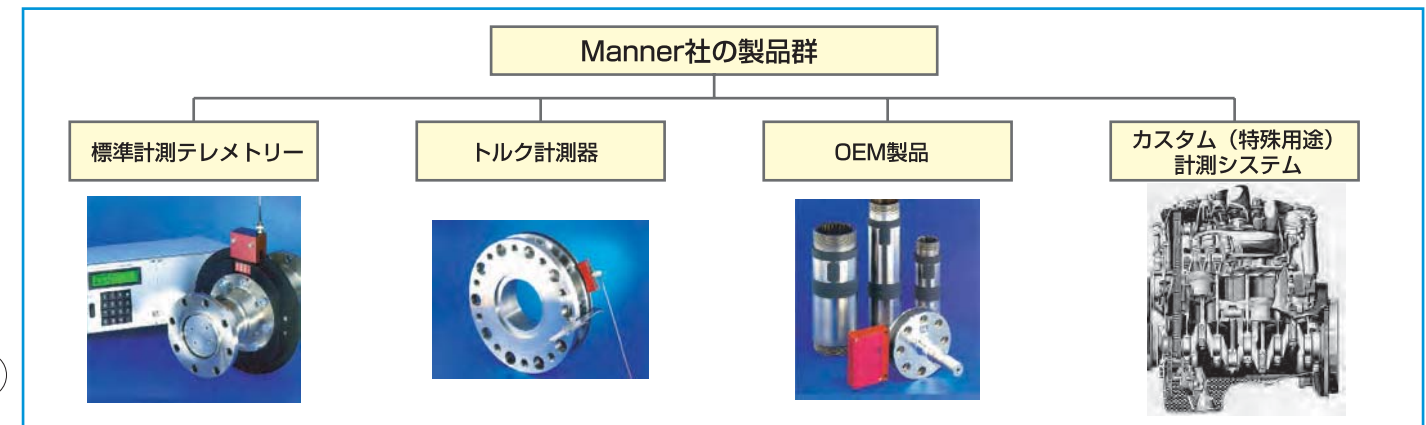 Manner社の製品群
標準計測テレメトリー
トルク計測器
OEM製品
カスタム（特殊用途）
計測システム